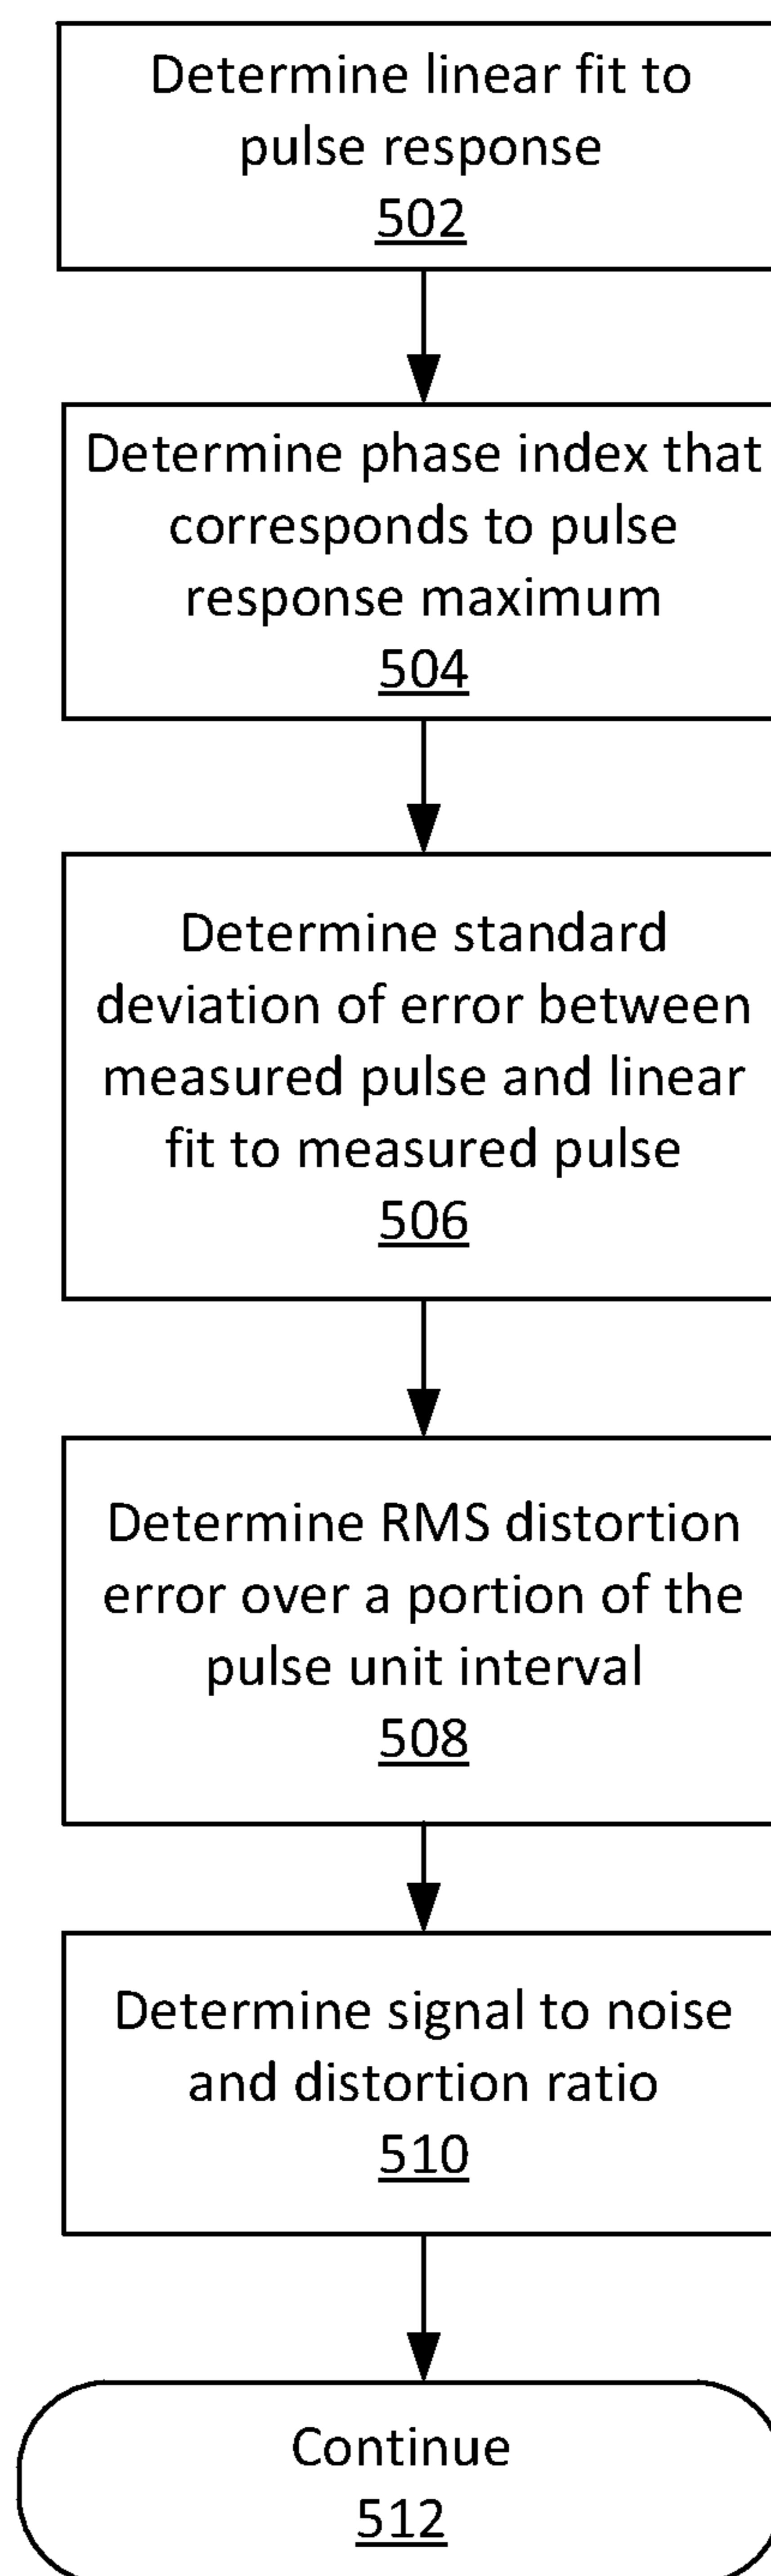 Determine linear fit to
pulse response
502
Determine phase index that
corresponds to pulse
response maximum
504
Determine standard
deviation of error between
measured pulse and linear
fit to measured pulse
506
Determine RMS distortion
error over a portion of the
pulse unit interval
508
Determine signal to noise
and distortion ratio
510
Continue
512